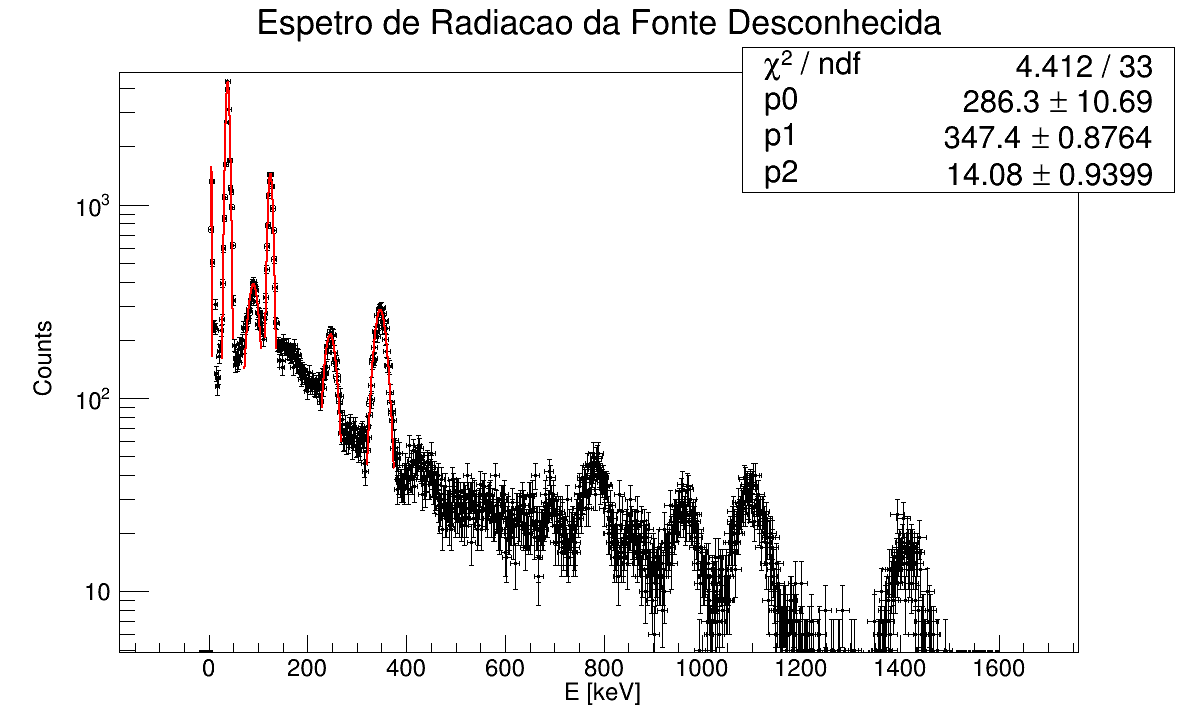 Espetro de Radiacao da Fonte Desconhecida
χ² / ndf 4.412 / 33
p0 286.3 ± 10.69
p1 347.4 ± 0.8764
p2 14.08 ± 0.9399
Counts
10³
10²
10
0 200 400 600 800 1000 1200 1400 1600
E [keV]